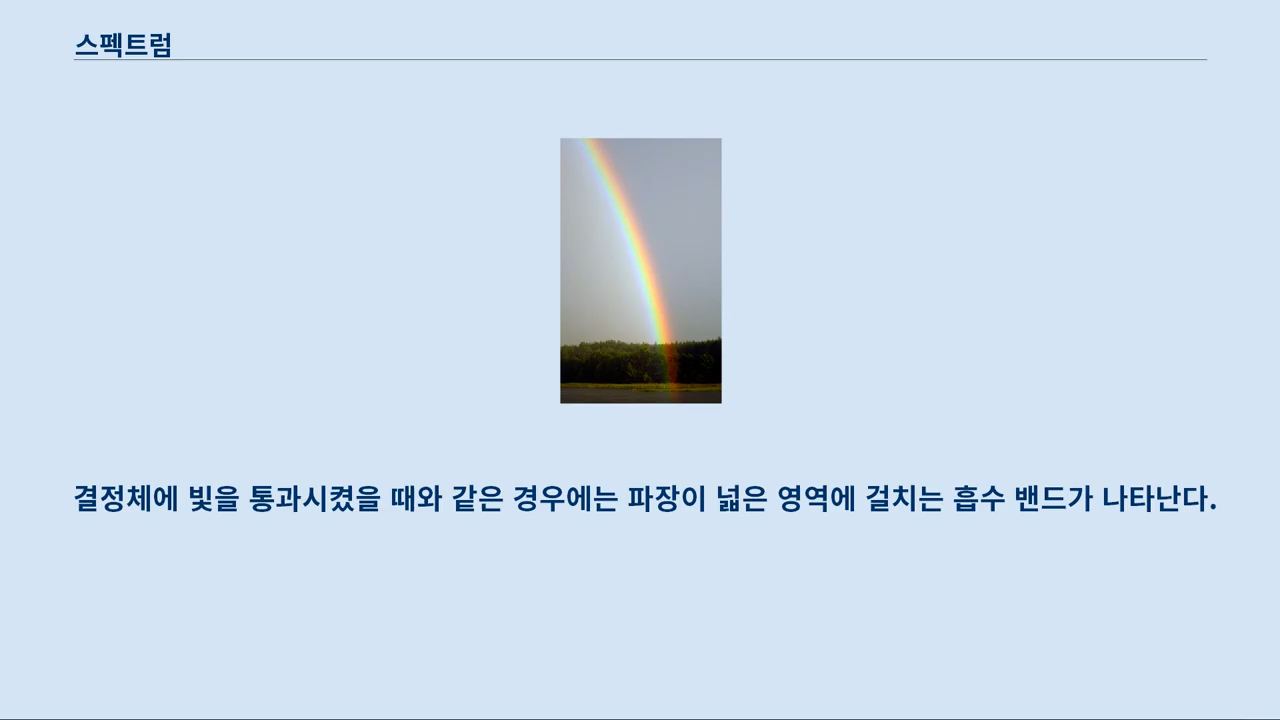 스펙트럼
결정체에 빛을 통과시켰을 때와 같은 경우에는 파장이 넓은 영역에 걸치는 흡수 밴드가 나타난다.